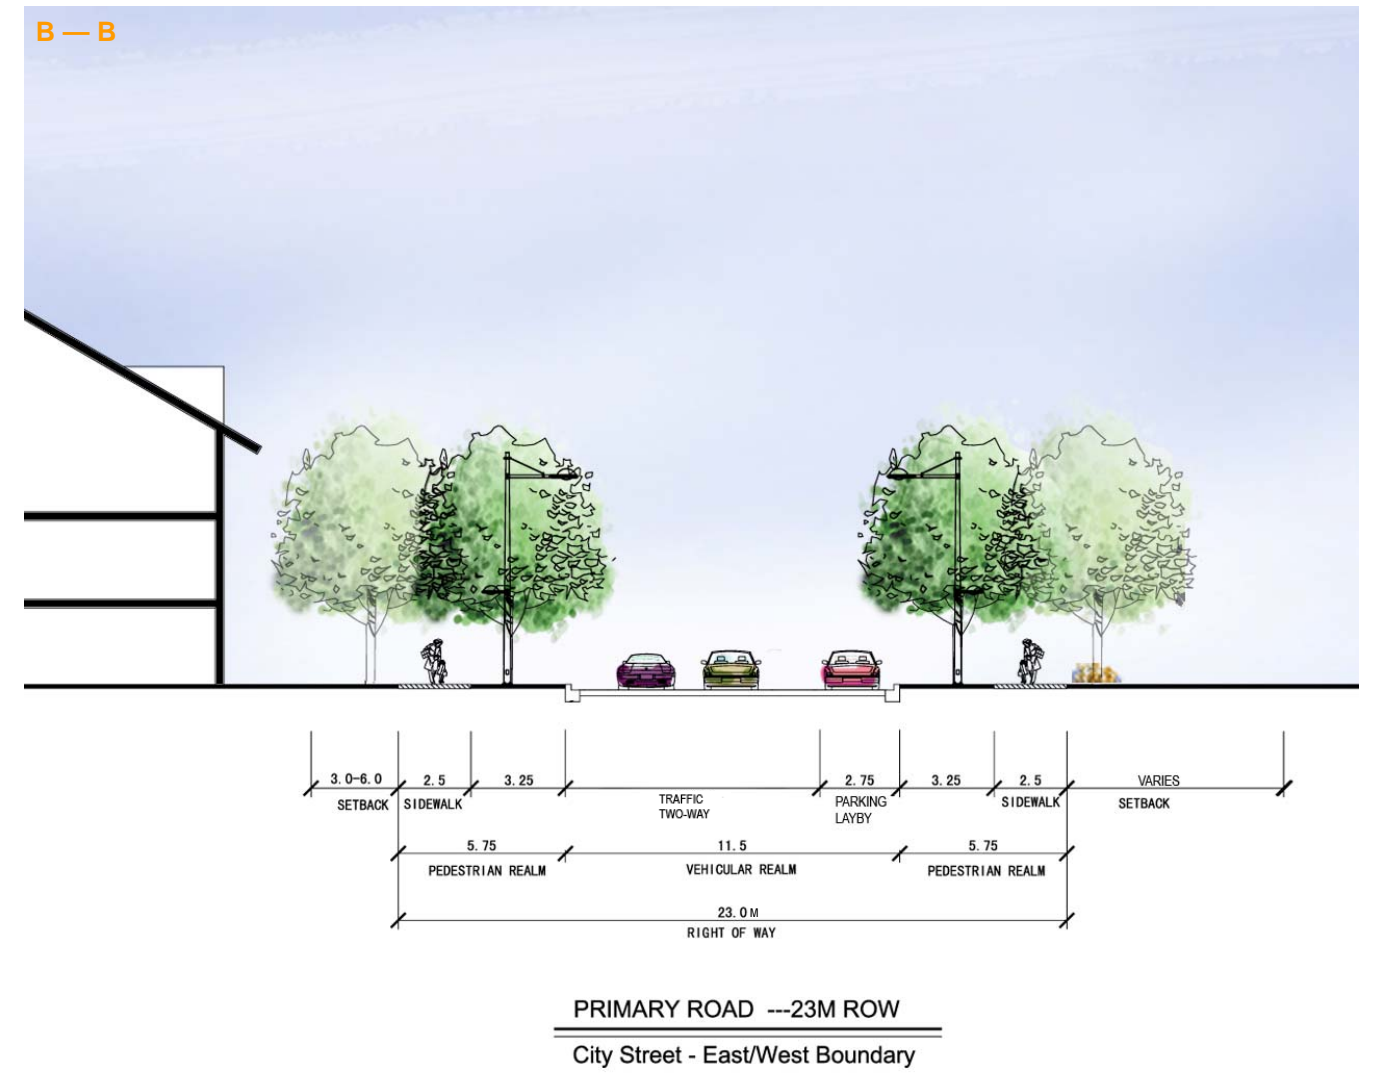 B — B
3.0-6.0 2.5 3.25 2.75 3.25 2.5 VARIES
SETBACK SIDEWALK TRAFFIC TWO-WAY PARKING LAYBY SIDEWALK SETBACK
5.75 11.5 5.75
PEDESTRIAN REALM VEHICULAR REALM PEDESTRIAN REALM
23.0M
RIGHT OF WAY
PRIMARY ROAD ---23M ROW
City Street - East/West Boundary